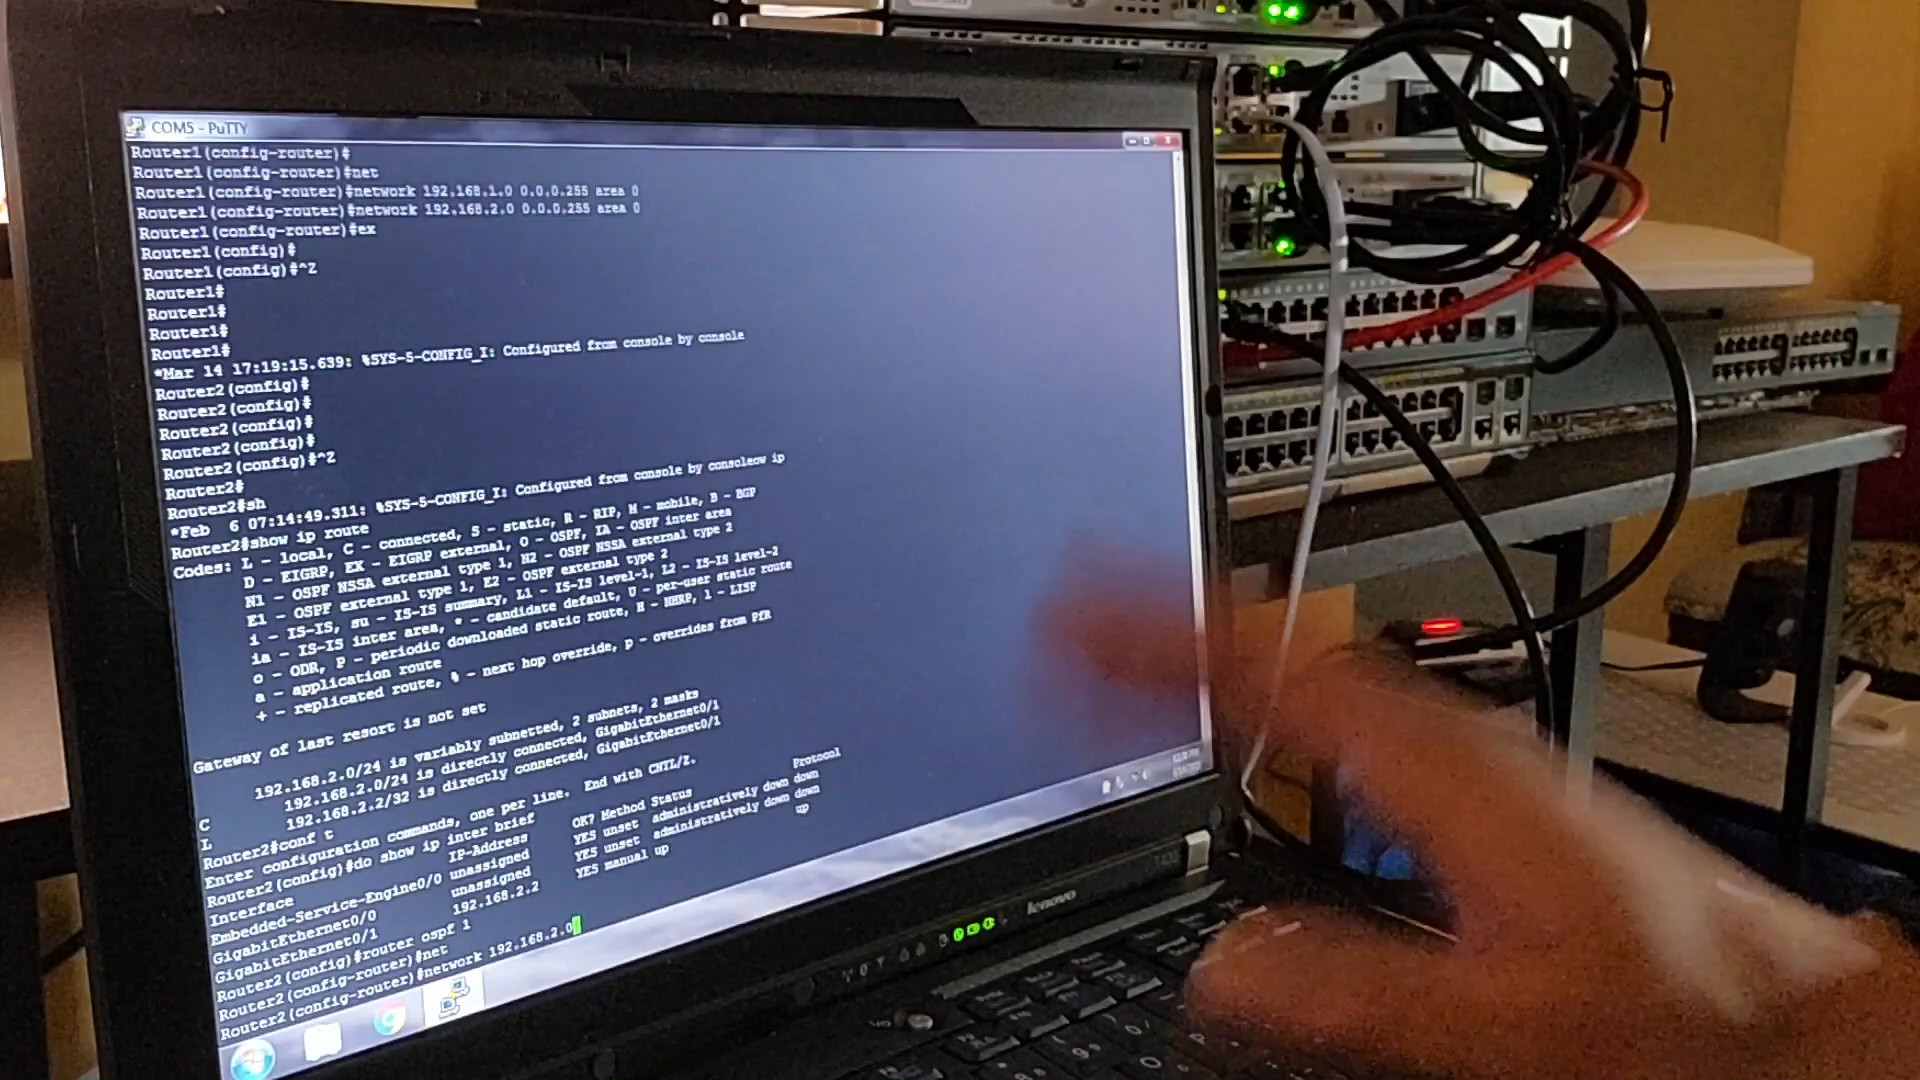 COM5 - PuTTY
Router1(config-router)#
Router1(config-router)#net
Router1(config-router)#network 192.168.1.0 0.0.0.255 area 0
Router1(config-router)#network 192.168.2.0 0.0.0.255 area 0
Router1(config-router)#ex
Router1(config)#
Router1(config)#^Z
Router1#
Router1#
Router1#
Router1#
*Mar 14 17:19:15.639: %SYS-5-CONFIG_I: Configured from console by console
Router2(config)#
Router2(config)#
Router2(config)#
Router2(config)#
Router2(config)#^Z
Router2#
Router2#sh
*Feb  6 07:14:49.311: %SYS-5-CONFIG_I: Configured from console by consoleow ip
Router2#show ip route
Codes: L - local, C - connected, S - static, R - RIP, M - mobile, B - BGP
D - EIGRP, EX - EIGRP external, O - OSPF, IA - OSPF inter area
N1 - OSPF NSSA external type 1, N2 - OSPF NSSA external type 2
E1 - OSPF external type 1, E2 - OSPF external type 2
i - IS-IS, su - IS-IS summary, L1 - IS-IS level-1, L2 - IS-IS level-2
ia - IS-IS inter area, * - candidate default, U - per-user static route
o - ODR, P - periodic downloaded static route, H - NHRP, l - LISP
a - application route
+ - replicated route, % - next hop override, p - overrides from PfR
Gateway of last resort is not set
192.168.2.0/24 is variably subnetted, 2 subnets, 2 masks
C 192.168.2.0/24 is directly connected, GigabitEthernet0/1
L 192.168.2.2/32 is directly connected, GigabitEthernet0/1
Router2#conf t
Enter configuration commands, one per line.  End with CNTL/Z.
Router2(config)#do show ip inter brief
Interface IP-Address OK? Method Status Protocol
Embedded-Service-Engine0/0 unassigned YES unset administratively down down
GigabitEthernet0/0 unassigned YES unset administratively down down
GigabitEthernet0/1 192.168.2.2 YES manual up up
Router2(config)#router ospf 1
Router2(config-router)#net
Router2(config-router)#network 192.168.2.0
lenovo